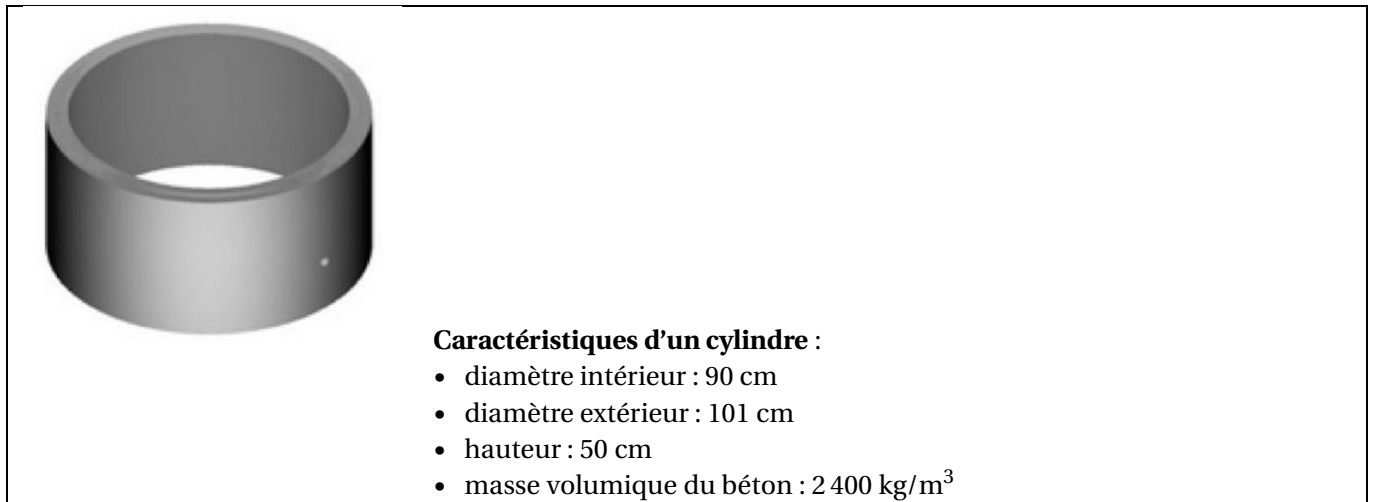 Caractéristiques d'un cylindre :
• diamètre intérieur : 90 cm
• diamètre extérieur : 101 cm
• hauteur : 50 cm
• masse volumique du béton : 2 400 kg/m³